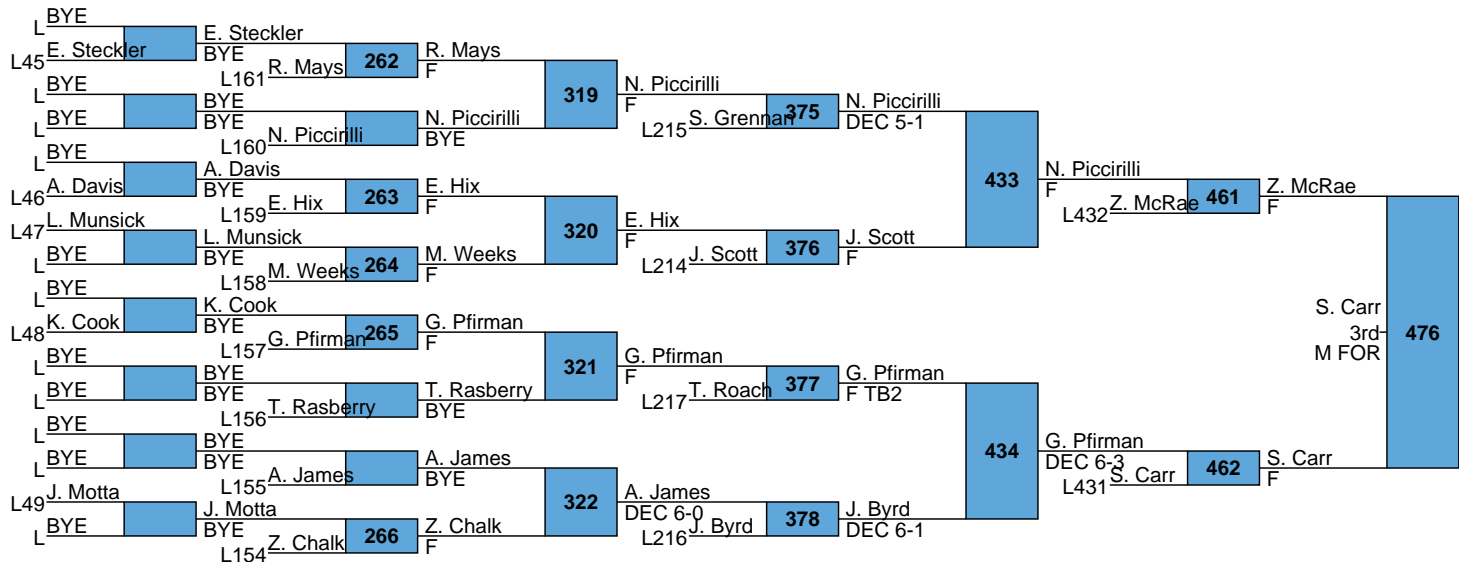 BYE
L
E. Steckler
L45
E. Steckler
BYE
R. Mays
L161
262
R. Mays
F
BYE
L
BYE
L
BYE
BYE
N. Piccirilli
L160
N. Piccirilli
BYE
319
N. Piccirilli
F
S. Grennan
L215
375
N. Piccirilli
DEC 5-1
BYE
L
A. Davis
L46
A. Davis
BYE
E. Hix
L159
263
E. Hix
F
L. Munsick
L47
BYE
L
L. Munsick
BYE
M. Weeks
L158
264
M. Weeks
F
320
E. Hix
F
J. Scott
L214
376
J. Scott
F
433
N. Piccirilli
F
Z. McRae
L432
461
Z. McRae
F
BYE
L
K. Cook
L48
K. Cook
BYE
G. Pfirman
L157
265
G. Pfirman
F
BYE
L
BYE
L
BYE
BYE
T. Rasberry
L156
T. Rasberry
BYE
321
G. Pfirman
F
T. Roach
L217
377
G. Pfirman
F TB2
BYE
L
BYE
L
BYE
BYE
A. James
L155
A. James
BYE
J. Motta
L49
BYE
L
J. Motta
BYE
Z. Chalk
L154
266
Z. Chalk
F
322
A. James
DEC 6-0
J. Byrd
L216
378
J. Byrd
DEC 6-1
434
G. Pfirman
DEC 6-3
S. Carr
L431
462
S. Carr
F
476
S. Carr
3rd
M FOR